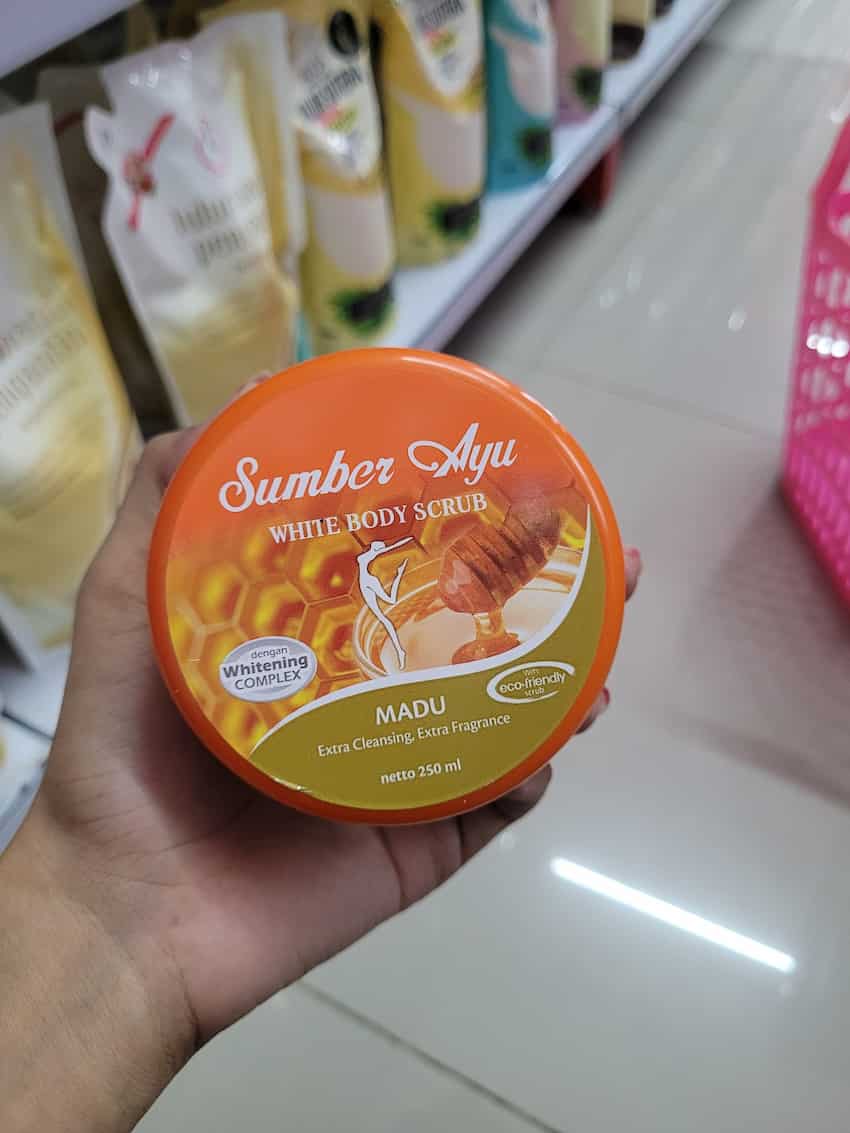 Sumber Ayu
WHITE BODY SCRUB
dengan
Whitening
COMPLEX
With
eco-friendly
scrub
MADU
Extra Cleansing, Extra Fragrance
netto 250 ml